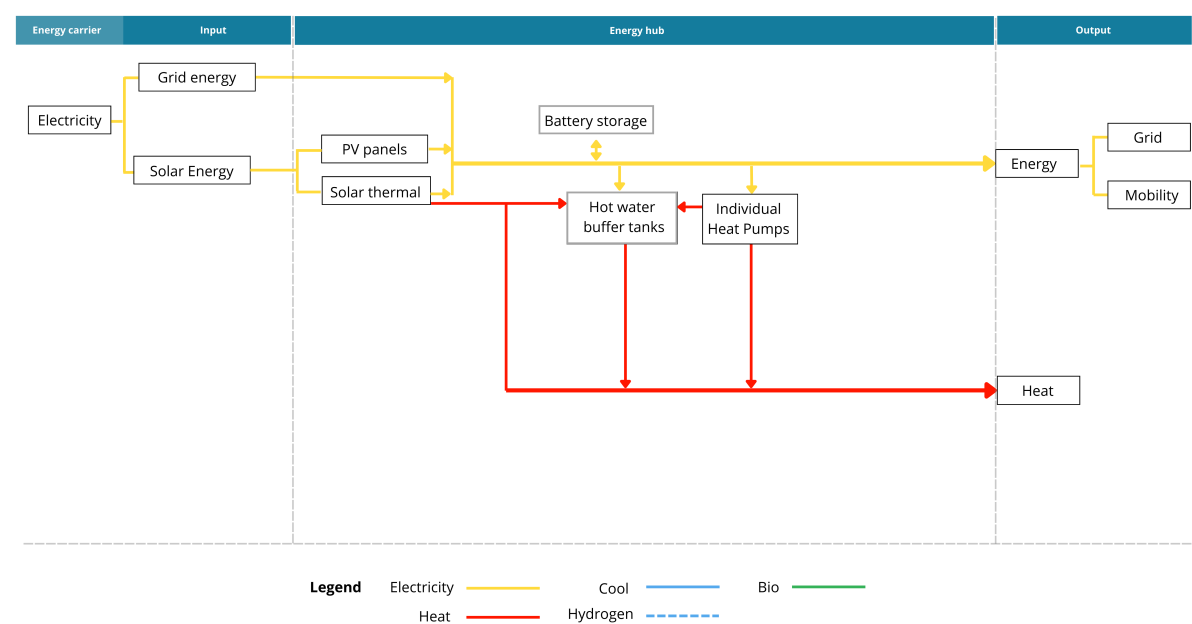 Energy carrier
Input
Energy hub
Output
Grid energy
Electricity
Solar Energy
PV panels
Solar thermal
Battery storage
Hot water
buffer tanks
Individual
Heat Pumps
Energy
Grid
Mobility
Heat
Legend
Electricity
Cool
Bio
Heat
Hydrogen